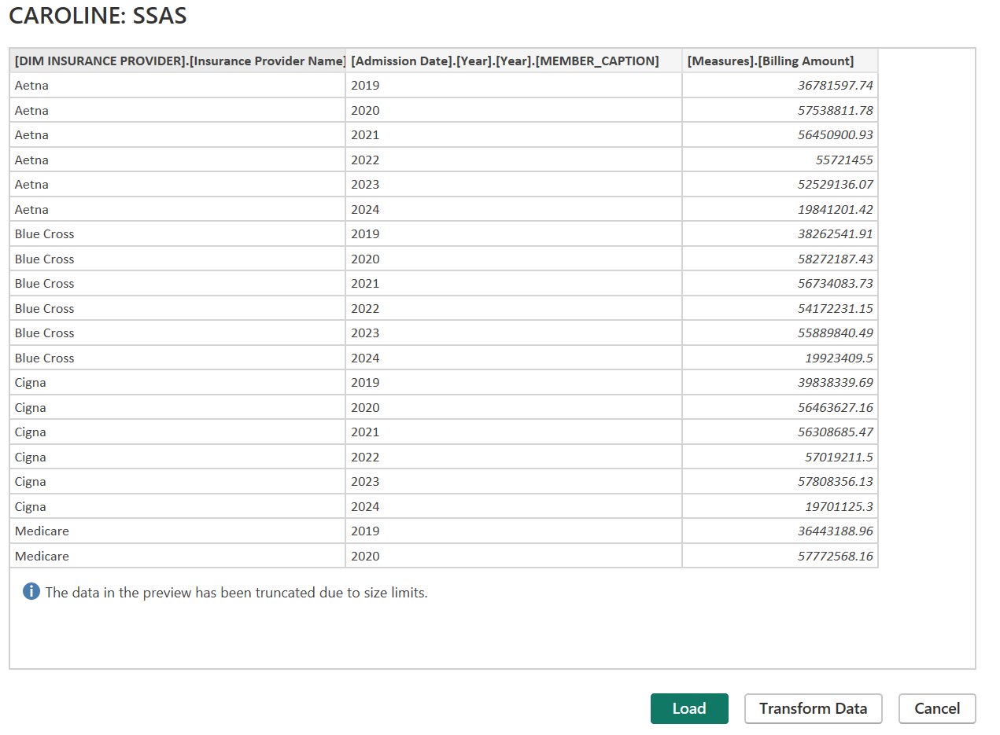 CAROLINE: SSAS
[DIM INSURANCE PROVIDER].[Insurance Provider Name] [Admission Date].[Year].[Year].[MEMBER_CAPTION] [Measures].[Billing Amount]
Aetna 2019 36781597.74
Aetna 2020 57538811.78
Aetna 2021 56450900.93
Aetna 2022 55721455
Aetna 2023 52529136.07
Aetna 2024 19841201.42
Blue Cross 2019 38262541.91
Blue Cross 2020 58272187.43
Blue Cross 2021 56734083.73
Blue Cross 2022 54172231.15
Blue Cross 2023 55889840.49
Blue Cross 2024 19923409.5
Cigna 2019 39838339.69
Cigna 2020 56463627.16
Cigna 2021 56308685.47
Cigna 2022 57019211.5
Cigna 2023 57808356.13
Cigna 2024 19701125.3
Medicare 2019 36443188.96
Medicare 2020 57772568.16
The data in the preview has been truncated due to size limits.
Load Transform Data Cancel